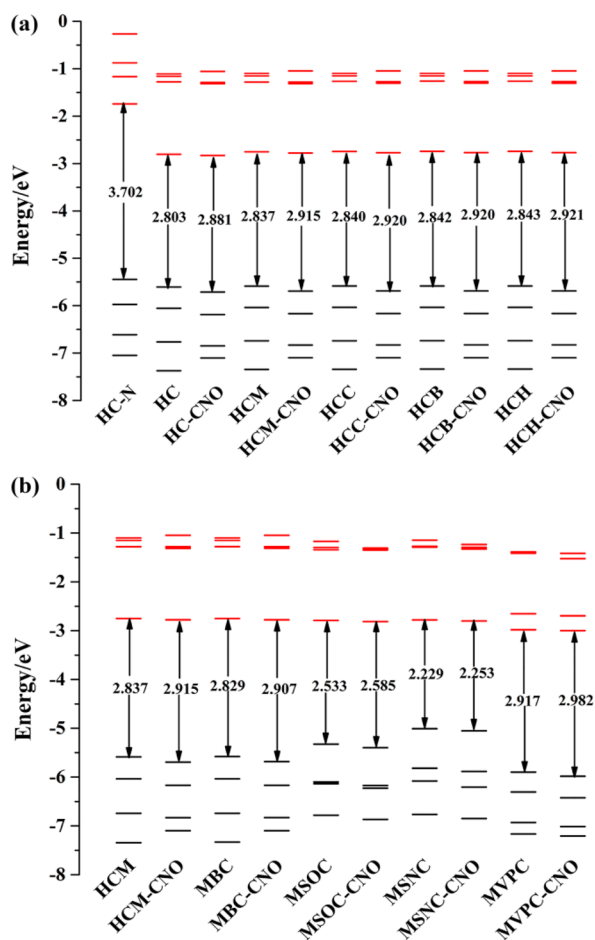 (a)
0
-1
-2
-3
-4
-5
-6
-7
-8
Energy/eV
3.702
2.803
2.881
2.837
2.915
2.840
2.920
2.842
2.920
2.843
2.921
HC-N
HC
HC-CNO
HCM
HCM-CNO
HCC
HCC-CNO
HCB
HCB-CNO
HCH
HCH-CNO
(b)
0
-1
-2
-3
-4
-5
-6
-7
-8
Energy/eV
2.837
2.915
2.829
2.907
2.533
2.585
2.229
2.253
2.917
2.982
HCM
HCM-CNO
MBC
MBC-CNO
MSOC
MSOC-CNO
MSNC
MSNC-CNO
MVPC
MVPC-CNO